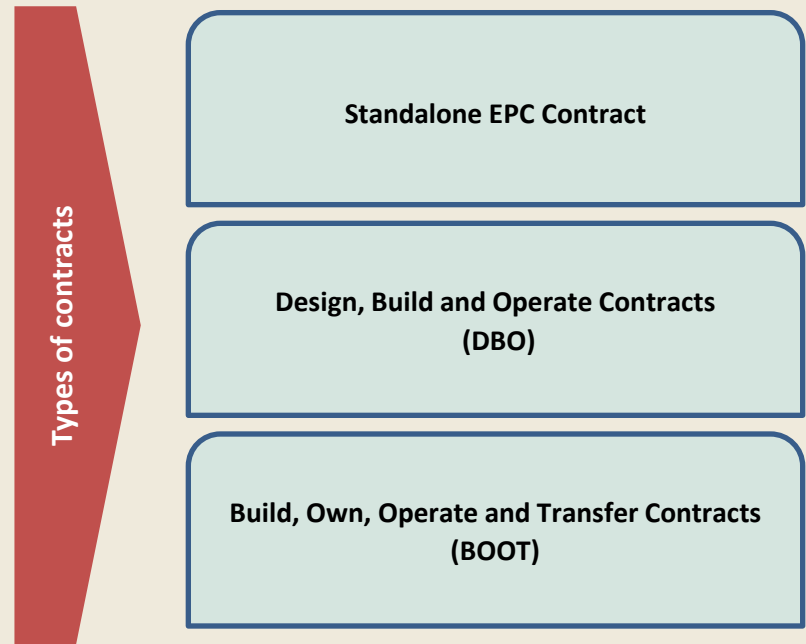 Types of contracts
Standalone EPC Contract
Design, Build and Operate Contracts
(DBO)
Build, Own, Operate and Transfer Contracts
(BOOT)